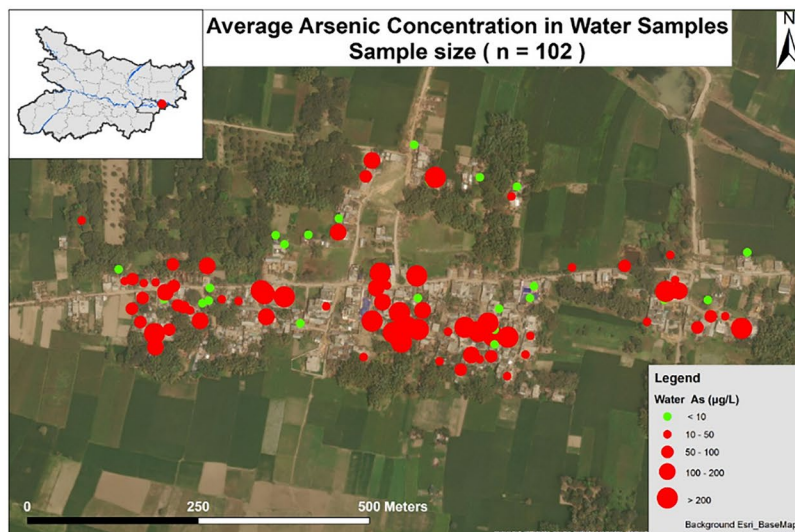 Average Arsenic Concentration in Water Samples
Sample size ( n = 102 )
N
Legend
Water As (µg/L)
< 10
10 - 50
50 - 100
100 - 200
> 200
0 250 500 Meters
Background Esri_BaseMap